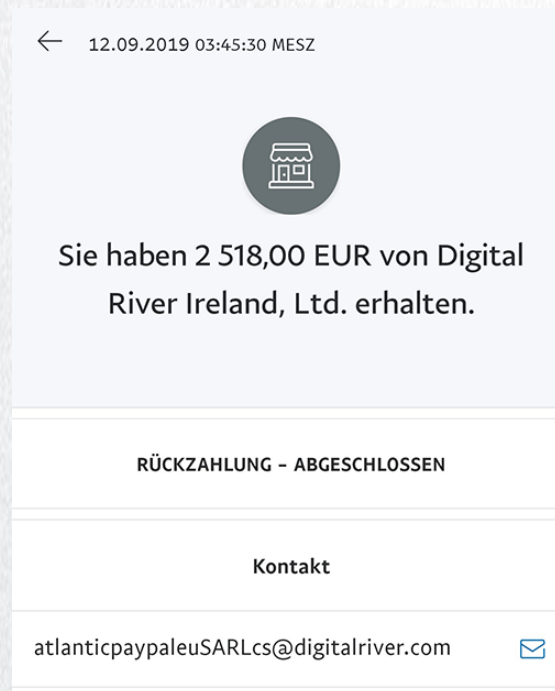 12.09.2019 03:45:30 MESZ
Sie haben 2 518,00 EUR von Digital
River Ireland, Ltd. erhalten.
RÜCKZAHLUNG – ABGESCHLOSSEN
Kontakt
atlanticpaypaleuSARLcs@digitalriver.com